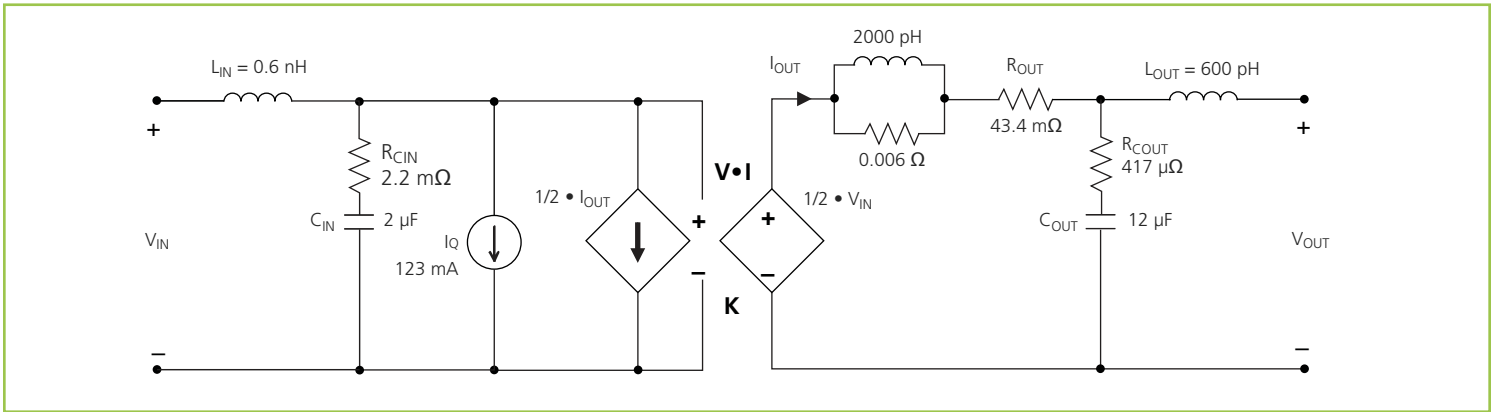 L_IN = 0.6 nH
+
R_CIN
2.2 mΩ
C_IN 2 µF
V_IN
–
I_Q
123 mA
1/2 • I_OUT
V•I
+
–
K
+
–
1/2 • V_IN
I_OUT
2000 pH
0.006 Ω
R_OUT
43.4 mΩ
L_OUT = 600 pH
R_COUT
417 µΩ
C_OUT 12 µF
+
V_OUT
–